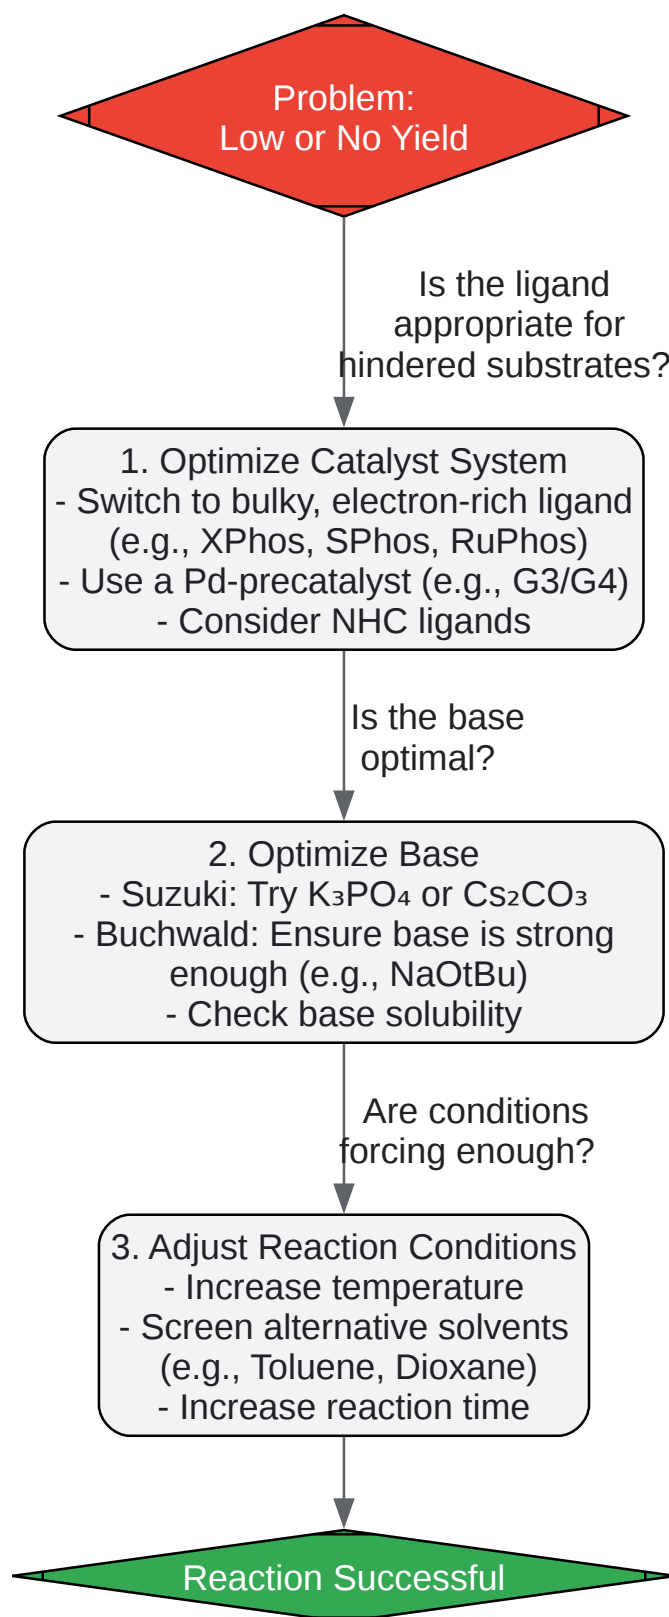 Problem:
Low or No Yield
Is the ligand
appropriate for
hindered substrates?
1. Optimize Catalyst System
- Switch to bulky, electron-rich ligand
(e.g., XPhos, SPhos, RuPhos)
- Use a Pd-precatalyst (e.g., G3/G4)
- Consider NHC ligands
Is the base
optimal?
2. Optimize Base
- Suzuki: Try K₃PO₄ or Cs₂CO₃
- Buchwald: Ensure base is strong
enough (e.g., NaOtBu)
- Check base solubility
Are conditions
forcing enough?
3. Adjust Reaction Conditions
- Increase temperature
- Screen alternative solvents
(e.g., Toluene, Dioxane)
- Increase reaction time
Reaction Successful